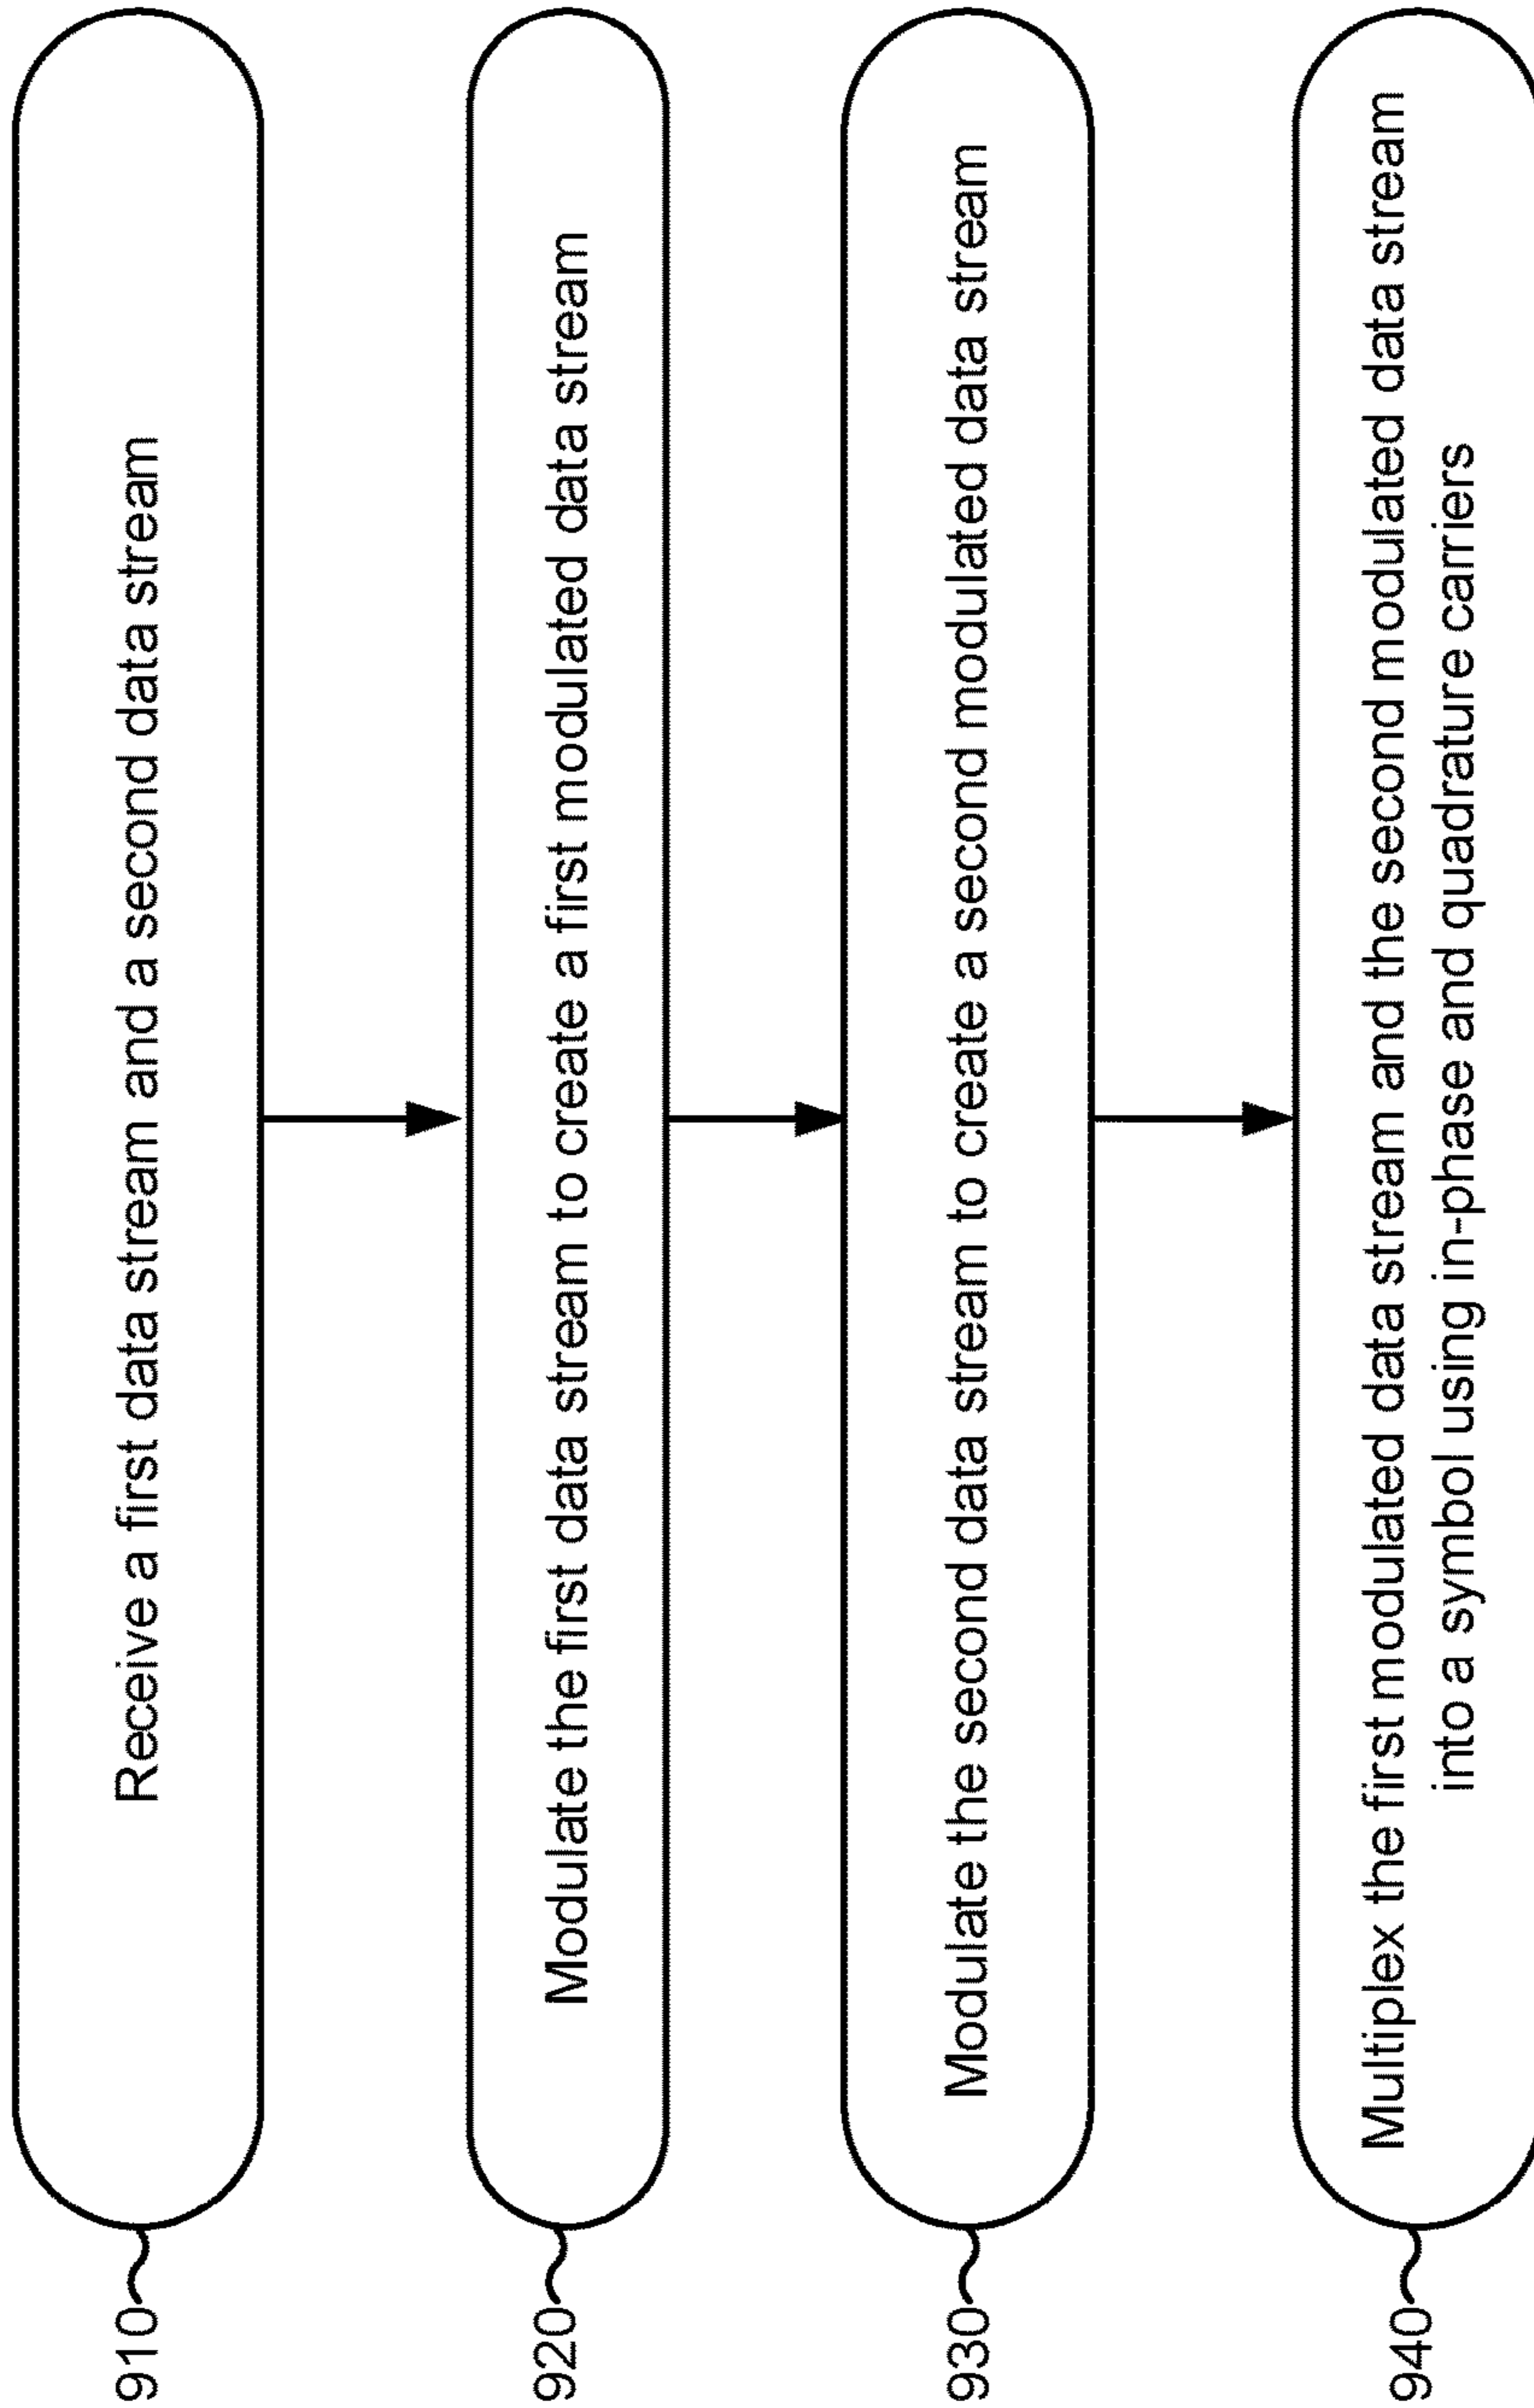 910
Receive a first data stream and a second data stream
920
Modulate the first data stream to create a first modulated data stream
930
Modulate the second data stream to create a second modulated data stream
940
Multiplex the first modulated data stream and the second modulated data stream
into a symbol using in-phase and quadrature carriers